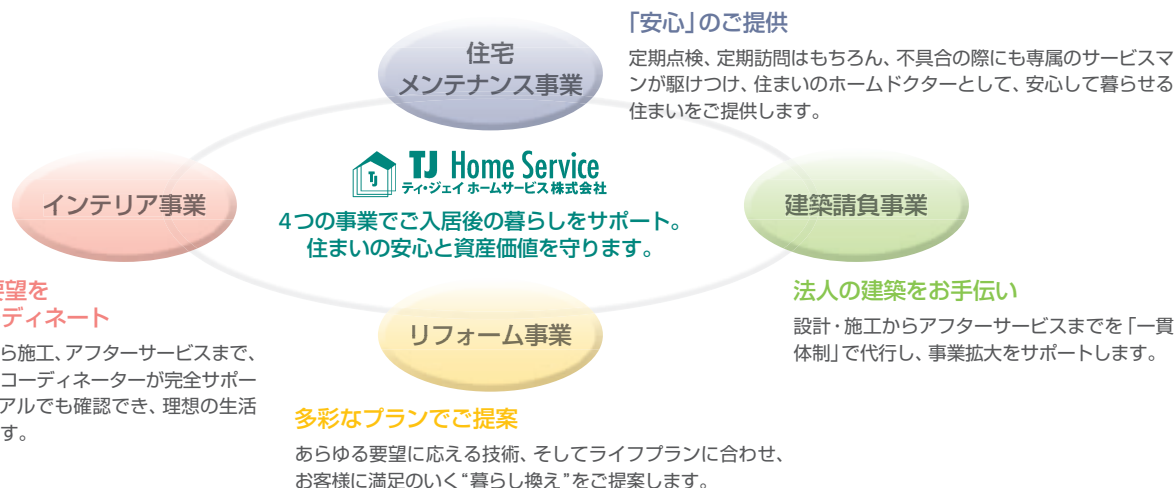 「安心」のご提供
定期点検、定期訪問はもちろん、不具合の際にも専属のサービスマ
ンが駆けつけ、住まいのホームドクターとして、安心して暮らせる
住まいをご提供します。
住宅
メンテナンス事業
TJ
TJ Home Service
ティ・ジェイ ホームサービス株式会社
4つの事業でご入居後の暮らしをサポート。
住まいの安心と資産価値を守ります。
インテリア事業
建築請負事業
要望を
ディネート
ら施工、アフターサービスまで、
コーディネーターが完全サポー
アルでも確認でき、理想の生活
す。
法人の建築をお手伝い
設計・施工からアフターサービスまでを「一貫
体制」で代行し、事業拡大をサポートします。
リフォーム事業
多彩なプランでご提案
あらゆる要望に応える技術、そしてライフプランに合わせ、
お客様に満足のいく“暮らし換え”をご提案します。